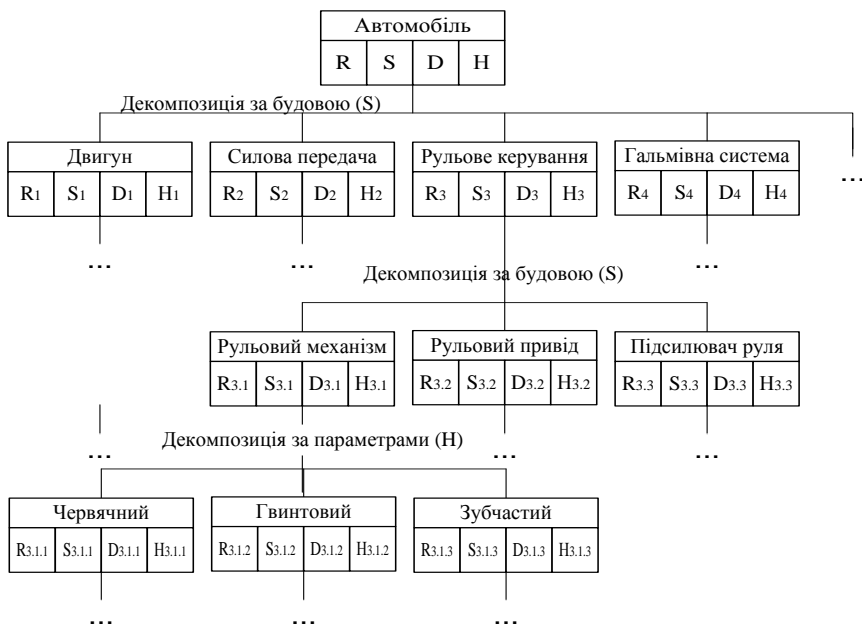 Автомобіль
R S D H
Декомпозиція за будовою (S)
Двигун Силова передача Рульове керування Гальмівна система
R1 S1 D1 H1 R2 S2 D2 H2 R3 S3 D3 H3 R4 S4 D4 H4 ...
... ... ...
Декомпозиція за будовою (S)
Рульовий механізм Рульовий привід Підсилювач руля
R3.1 S3.1 D3.1 H3.1 R3.2 S3.2 D3.2 H3.2 R3.3 S3.3 D3.3 H3.3
... ... ...
Декомпозиція за параметрами (H)
Червячний Гвинтовий Зубчастий
R3.1.1 S3.1.1 D3.1.1 H3.1.1 R3.1.2 S3.1.2 D3.1.2 H3.1.2 R3.1.3 S3.1.3 D3.1.3 H3.1.3
... ... ...